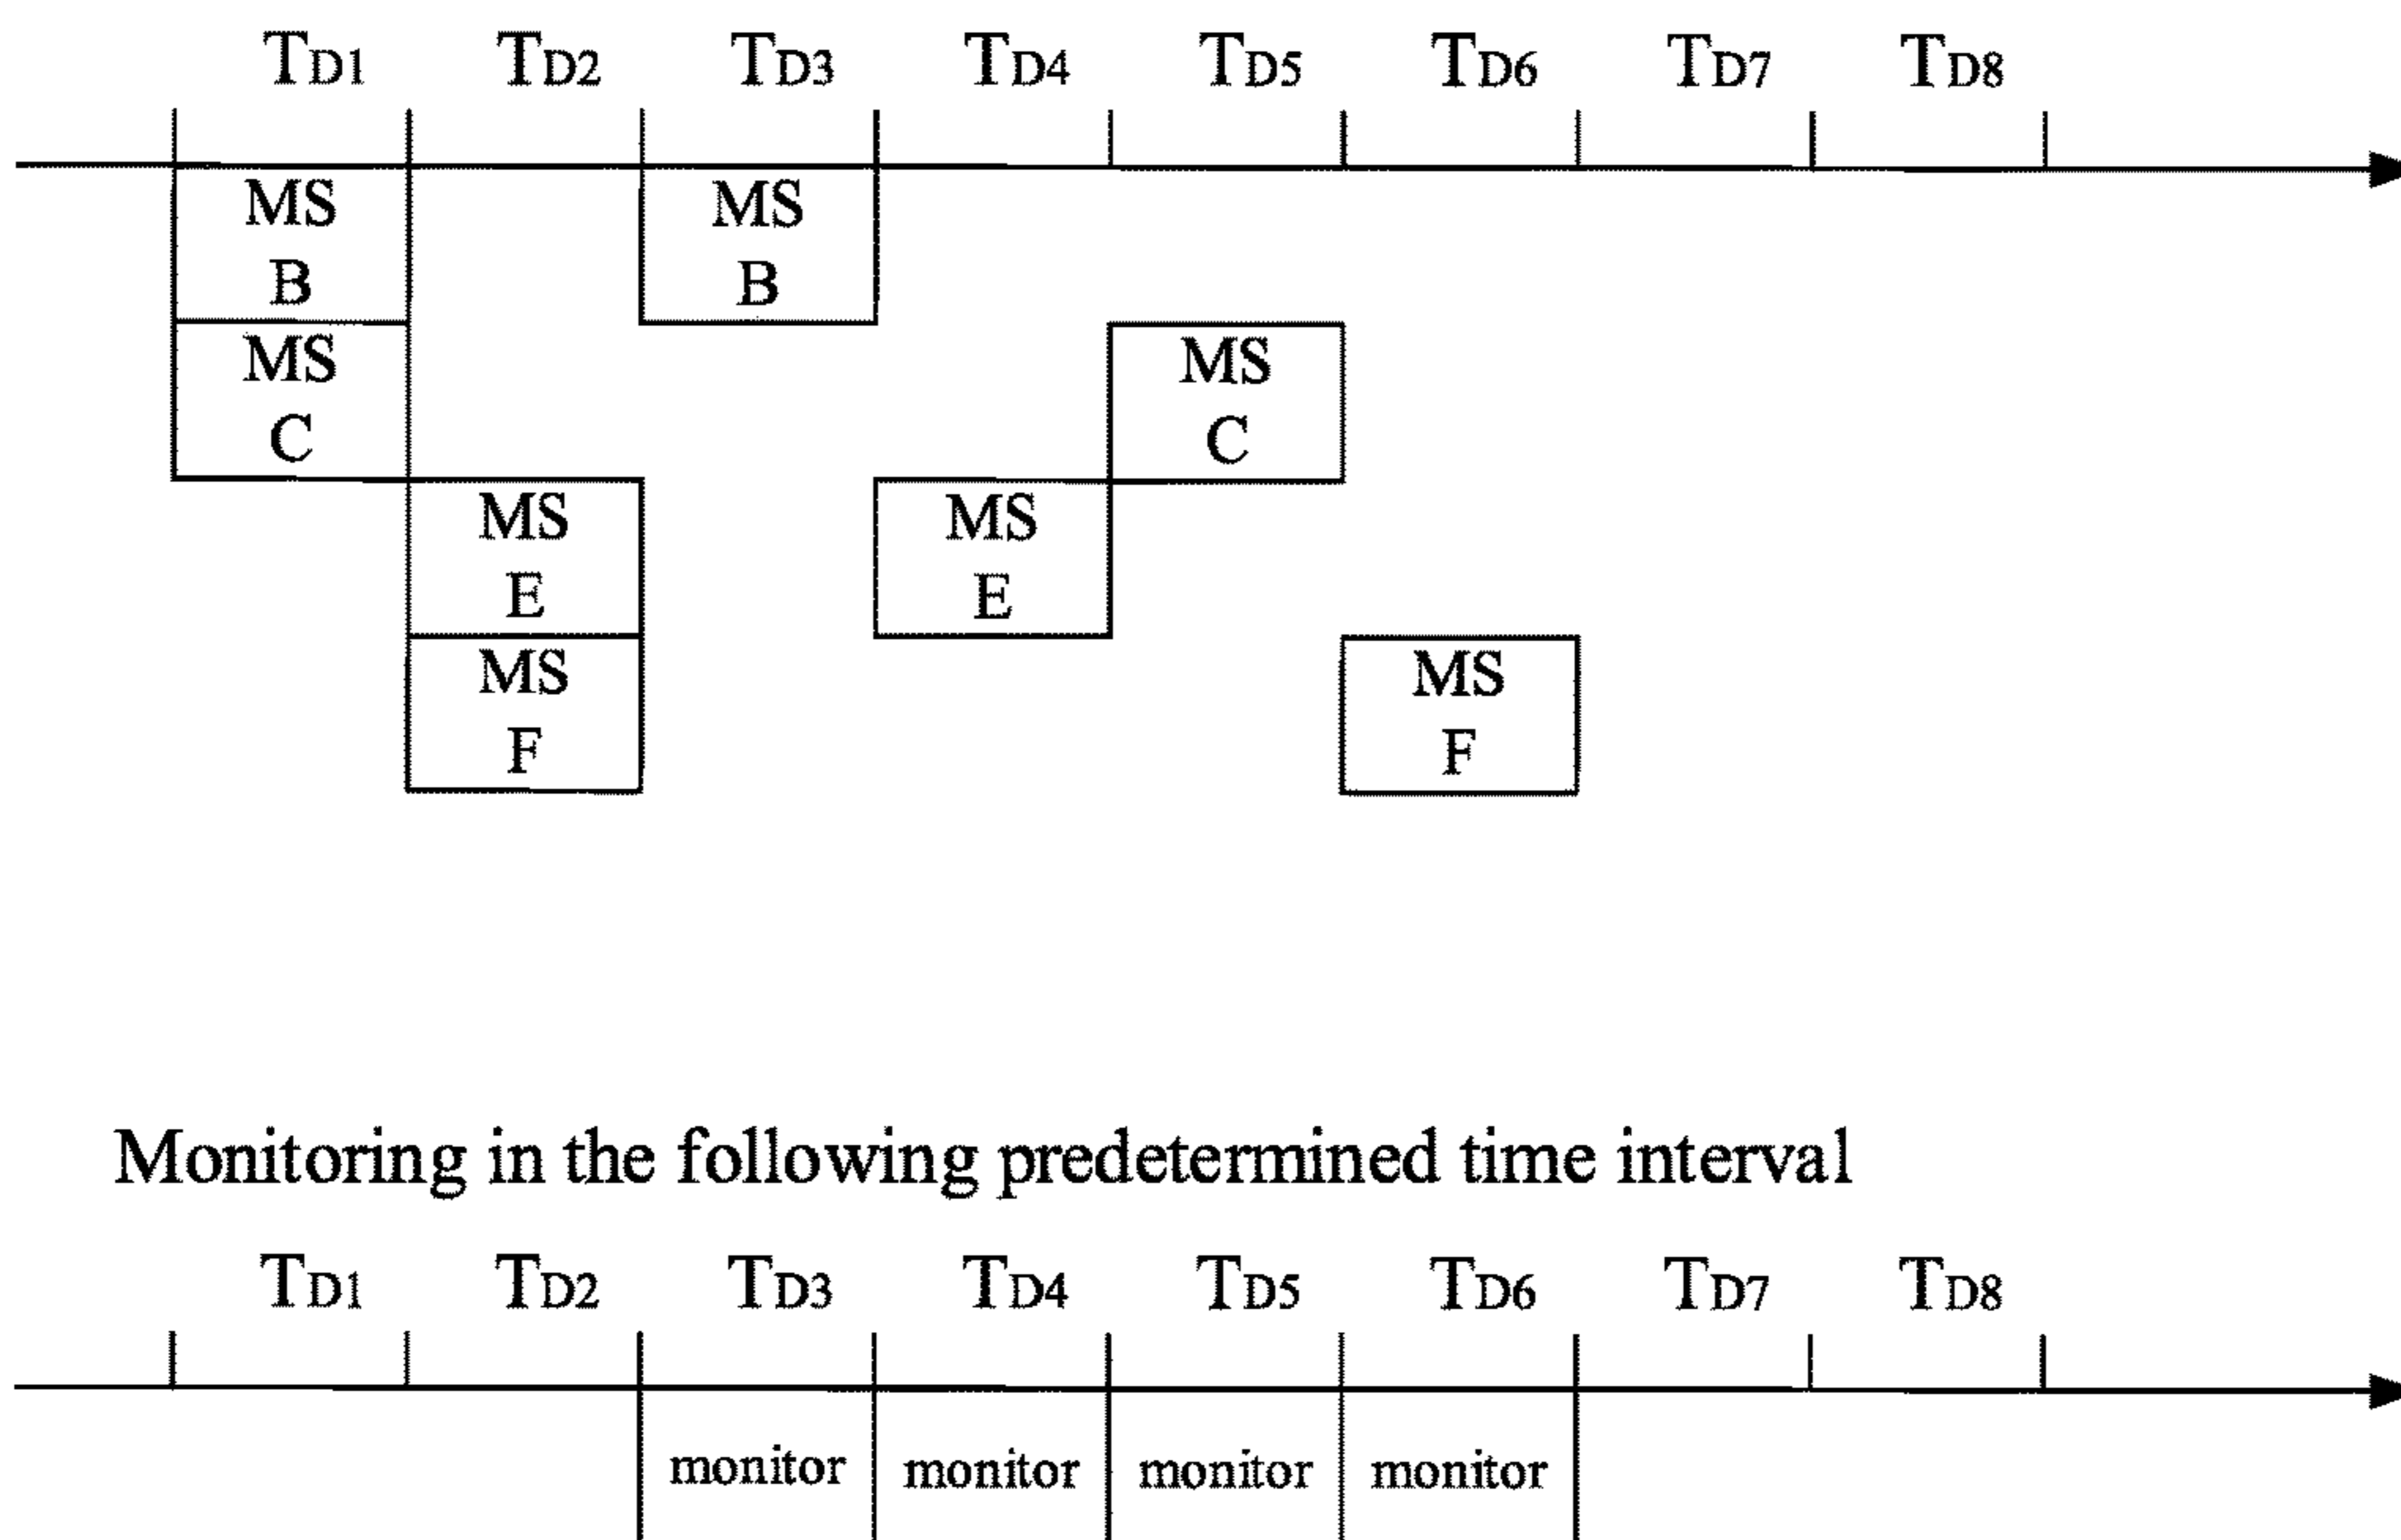 TD1 TD2 TD3 TD4 TD5 TD6 TD7 TD8
MS MS
B B
MS MS
C C
MS MS
E E
MS MS
F F
Monitoring in the following predetermined time interval
TD1 TD2 TD3 TD4 TD5 TD6 TD7 TD8
monitor monitor monitor monitor